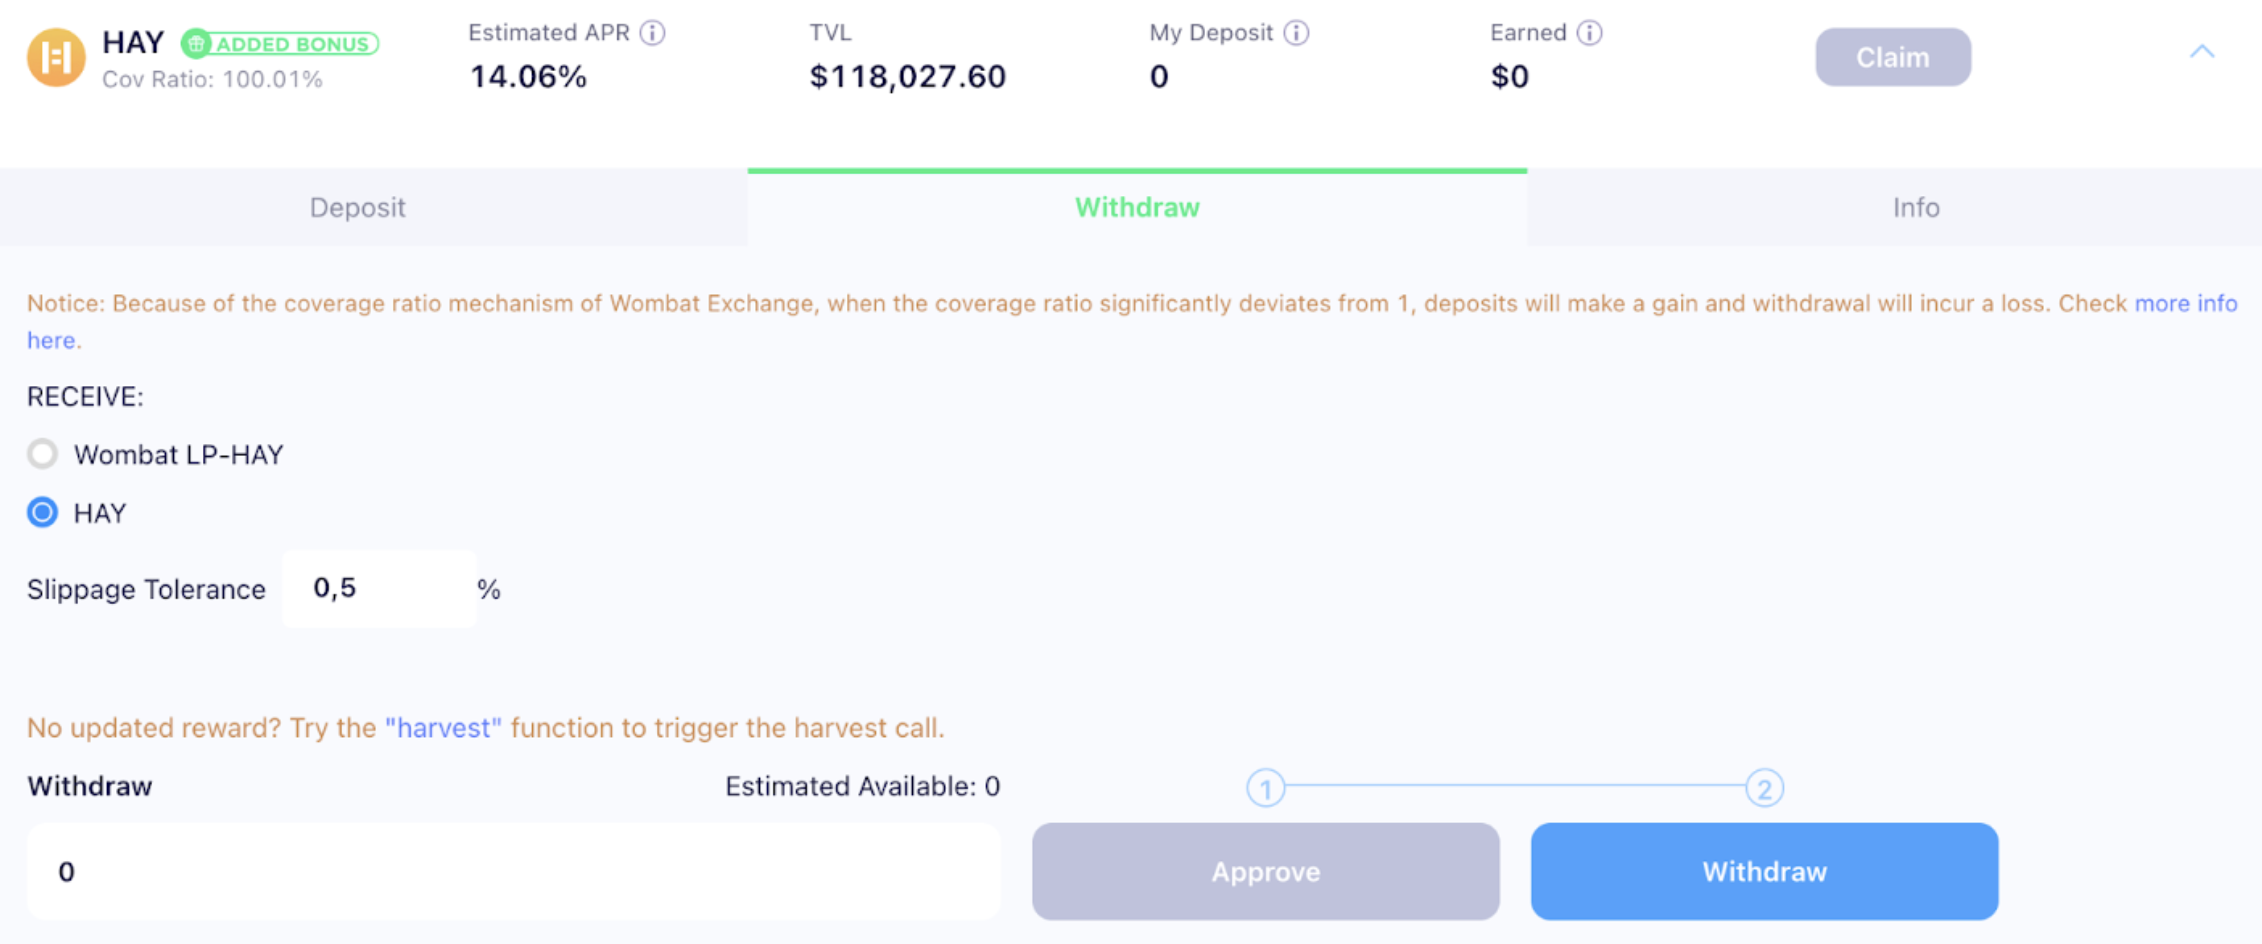 HAY ADDED BONUS
Cov Ratio: 100.01%
Estimated APR
14.06%
TVL
$118,027.60
My Deposit
0
Earned
$0
Claim
Deposit
Withdraw
Info
Notice: Because of the coverage ratio mechanism of Wombat Exchange, when the coverage ratio significantly deviates from 1, deposits will make a gain and withdrawal will incur a loss. Check more info
here.
RECEIVE:
Wombat LP-HAY
HAY
Slippage Tolerance 0,5 %
No updated reward? Try the "harvest" function to trigger the harvest call.
Withdraw
Estimated Available: 0
0
1
2
Approve
Withdraw